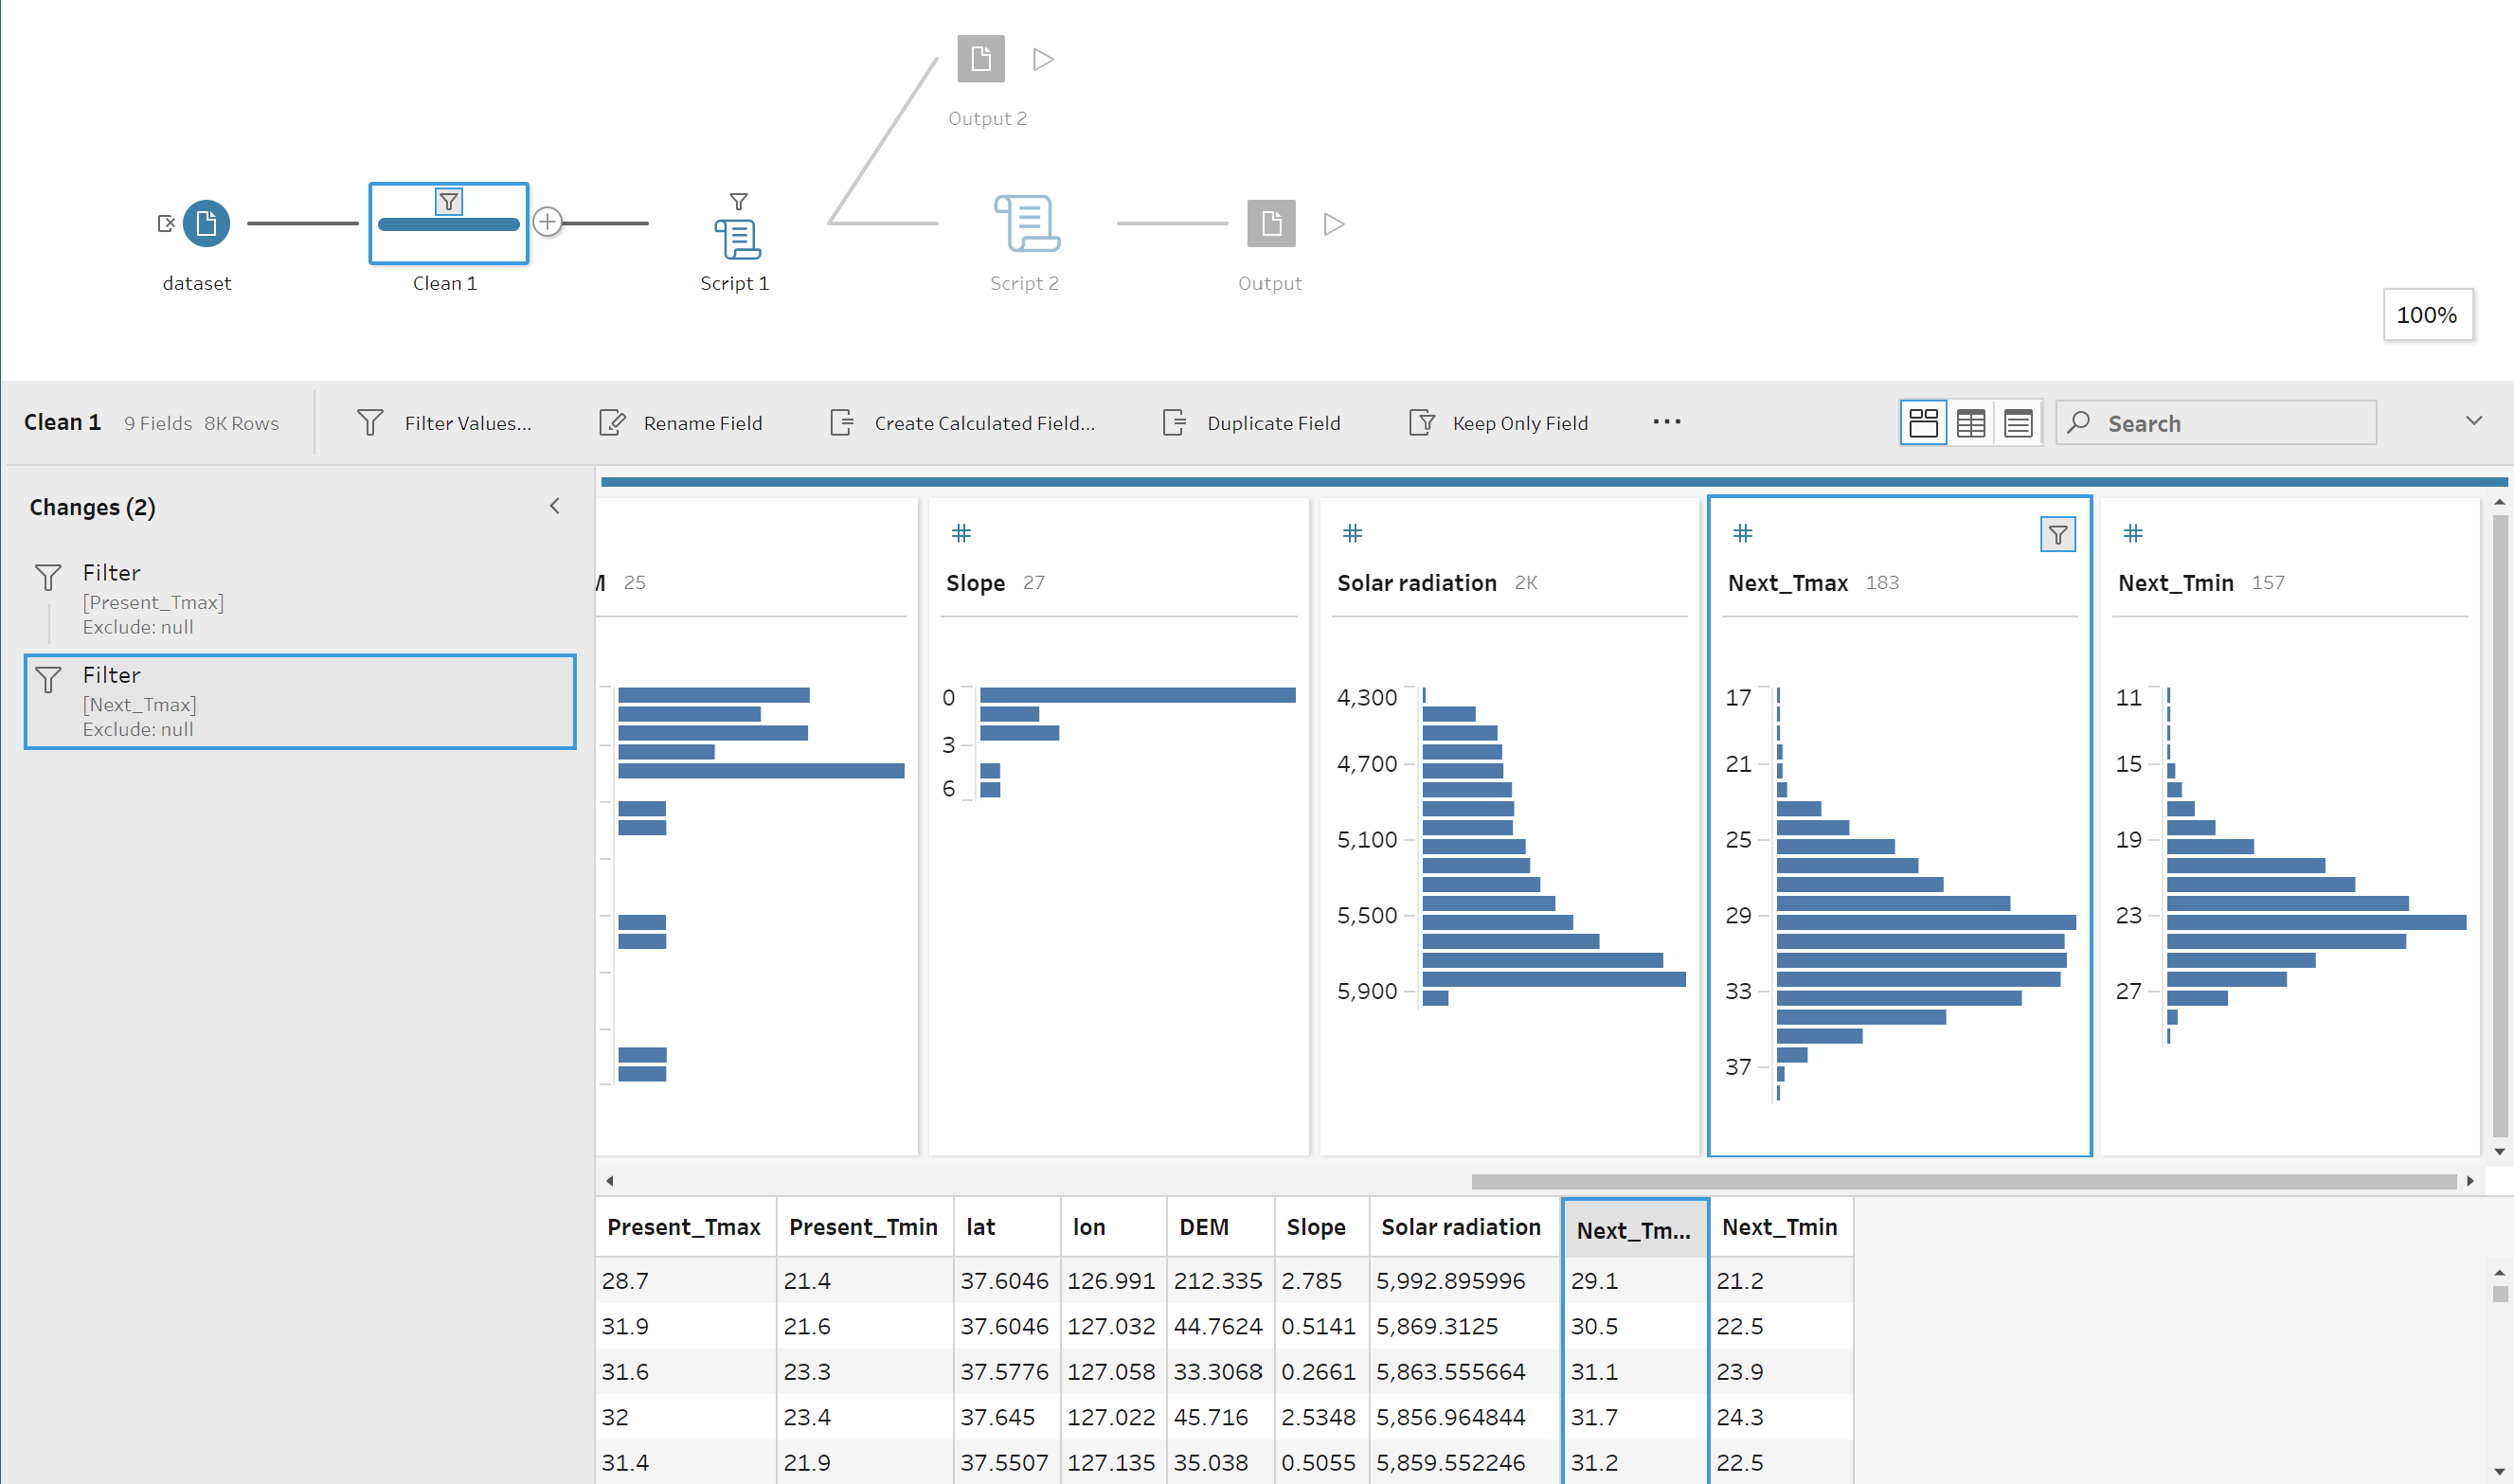 Output 2
dataset
Clean 1
Script 1
Script 2
Output
100%
Clean 1 9 Fields 8K Rows
Filter Values...
Rename Field
Create Calculated Field...
Duplicate Field
Keep Only Field
Search
Changes (2)
Filter
[Present_Tmax]
Exclude: null
Filter
[Next_Tmax]
Exclude: null
25
Slope 27
0
3
6
Solar radiation 2K
4,300
4,700
5,100
5,500
5,900
Next_Tmax 183
17
21
25
29
33
37
Next_Tmin 157
11
15
19
23
27
Present_Tmax Present_Tmin lat lon DEM Slope Solar radiation Next_Tm... Next_Tmin
28.7 21.4 37.6046 126.991 212.335 2.785 5,992.895996 29.1 21.2
31.9 21.6 37.6046 127.032 44.7624 0.5141 5,869.3125 30.5 22.5
31.6 23.3 37.5776 127.058 33.3068 0.2661 5,863.555664 31.1 23.9
32 23.4 37.645 127.022 45.716 2.5348 5,856.964844 31.7 24.3
31.4 21.9 37.5507 127.135 35.038 0.5055 5,859.552246 31.2 22.5